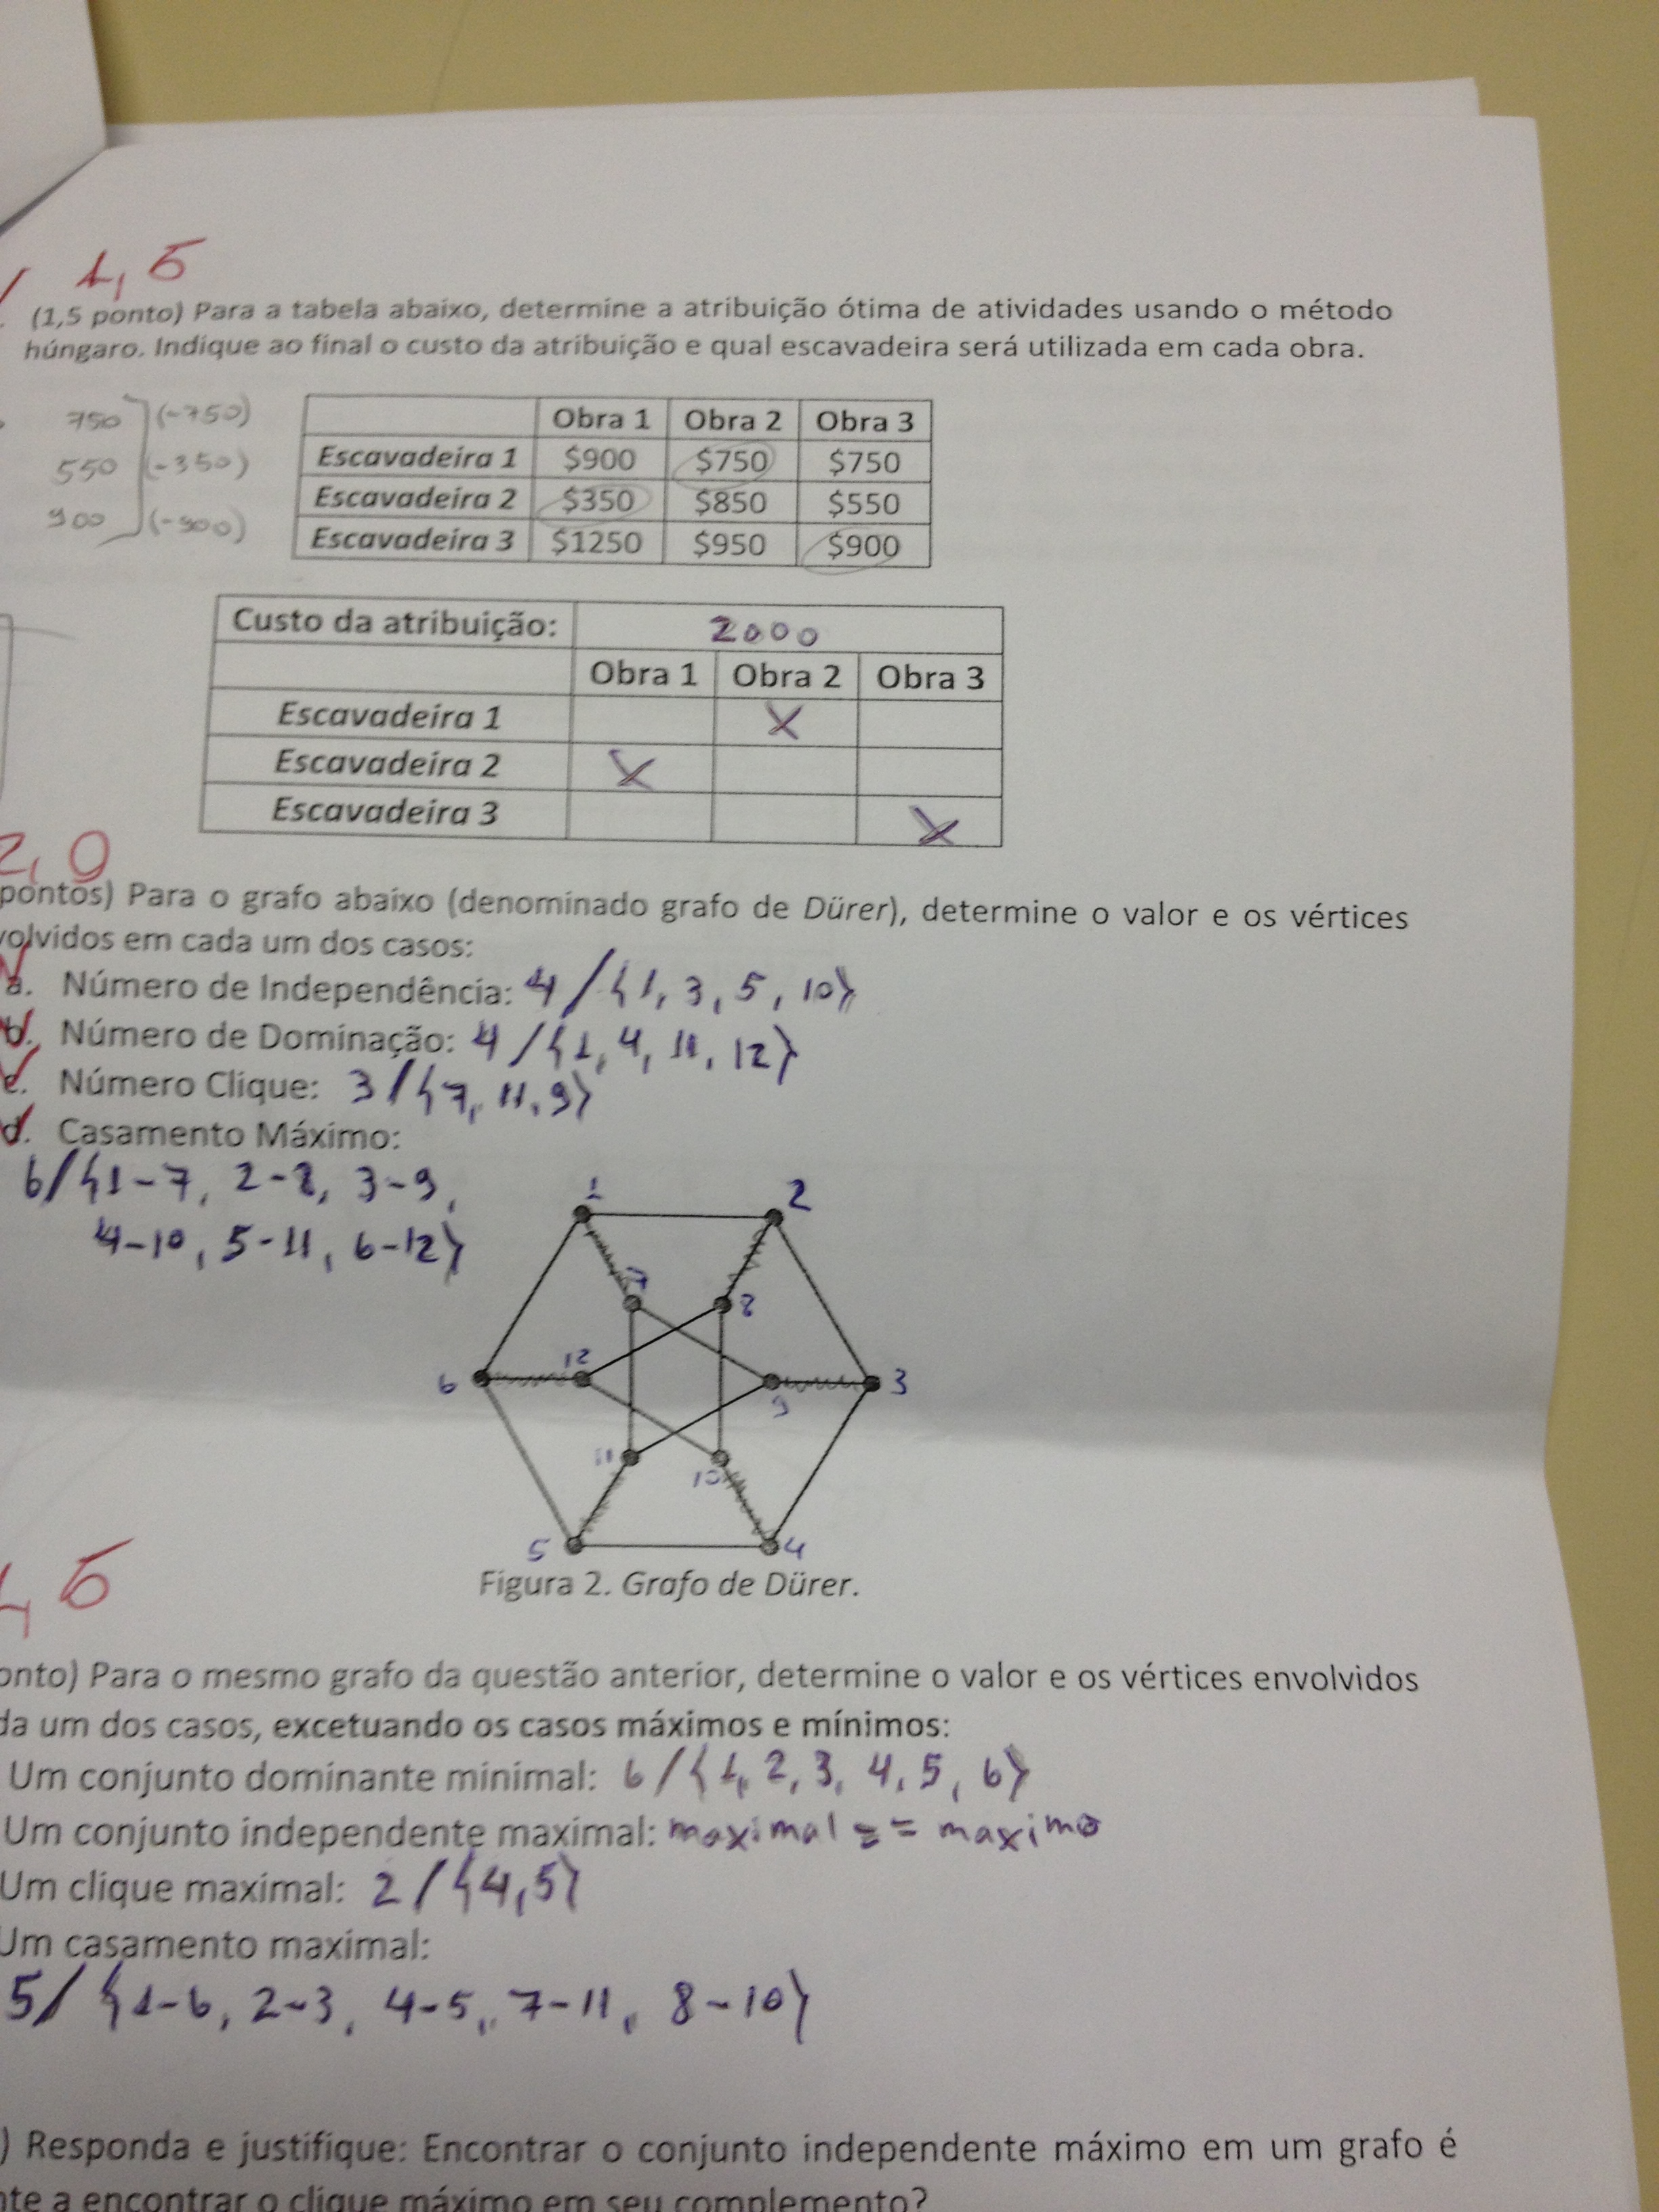 1,5
(1,5 ponto) Para a tabela abaixo, determine a atribuição ótima de atividades usando o método
húngaro. Indique ao final o custo da atribuição e qual escavadeira será utilizada em cada obra.
750 (-750)
550 (-350)
900 (-900)
Obra 1 Obra 2 Obra 3
Escavadeira 1 $900 $750 $750
Escavadeira 2 $350 $850 $550
Escavadeira 3 $1250 $950 $900
Custo da atribuição: 2000
Obra 1 Obra 2 Obra 3
Escavadeira 1 X
Escavadeira 2 X
Escavadeira 3 X
2,0
pontos) Para o grafo abaixo (denominado grafo de Dürer), determine o valor e os vértices
volvidos em cada um dos casos:
a. Número de Independência: 4/{1, 3, 5, 10}
b. Número de Dominação: 4/{1, 4, 11, 12}
c. Número Clique: 3/{7, 11, 9}
d. Casamento Máximo:
6/{1-7, 2-8, 3-9,
4-10, 5-11, 6-12}
1 2
7 8
6 12 9 3
11 10
5 4
Figura 2. Grafo de Dürer.
1,5
onto) Para o mesmo grafo da questão anterior, determine o valor e os vértices envolvidos
da um dos casos, excetuando os casos máximos e mínimos:
Um conjunto dominante minimal: 6/{1, 2, 3, 4, 5, 6}
Um conjunto independente maximal: maximal == maximo
Um clique maximal: 2/{4,5}
Um casamento maximal:
5/{1-6, 2-3, 4-5, 7-11, 8-10}
) Responda e justifique: Encontrar o conjunto independente máximo em um grafo é
nte a encontrar o clique máximo em seu complemento?